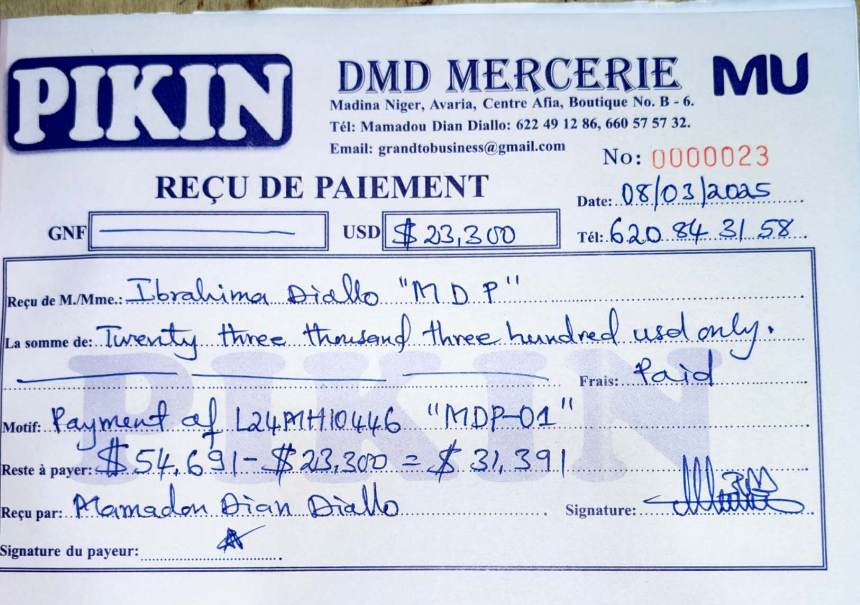 PIKIN
DMD MERCERIE MU
Madina Niger, Avaria, Centre Afia, Boutique No. B - 6.
Tél: Mamadou Dian Diallo: 622 49 12 86, 660 57 57 32.
Email: grandtobusiness@gmail.com
No: 0000023
REÇU DE PAIEMENT
Date: 08/03/2025
GNF USD $ 23,300
Tél: 620 84 31 58
Reçu de M./Mme.: Ibrahima Diallo "M D P"
La somme de: Twenty three thousand three hundred usd only.
Frais: Paid
PIKIN
Motif: Payment of L24MH10446 "MDP-01"
Reste à payer: $ 54,691 - $ 23,300 = $ 31,391
Reçu par: Mamadou Dian Diallo Signature:
Signature du payeur: